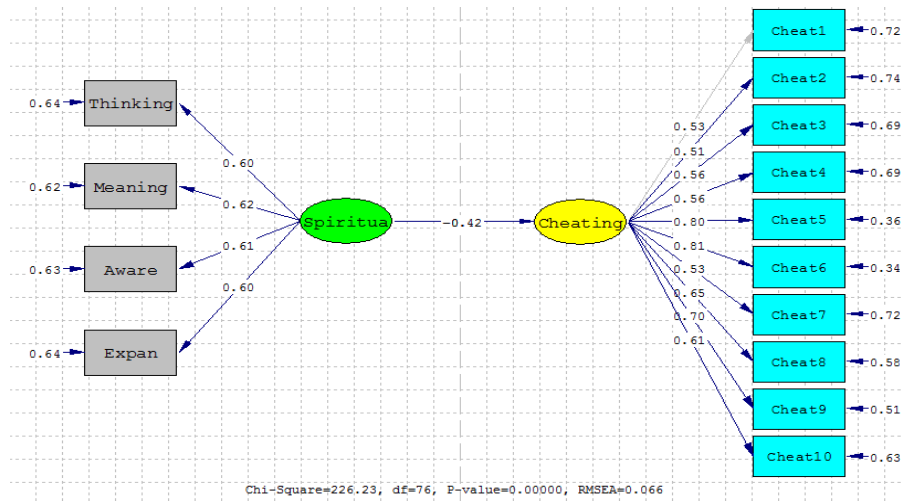 Cheat1
0.72
Cheat2
0.74
0.64
Thinking
Cheat3
0.69
0.53
0.51
0.60
0.56
Cheat4
0.69
0.62
Meaning
0.56
0.62
Spiritua
-0.42
Cheating
0.80
Cheat5
0.36
0.61
0.81
0.63
Aware
0.53
Cheat6
0.34
0.60
0.65
0.70
Cheat7
0.72
0.61
0.64
Expan
Cheat8
0.58
Cheat9
0.51
Cheat10
0.63
Chi-Square=226.23, df=76, P-value=0.00000, RMSEA=0.066